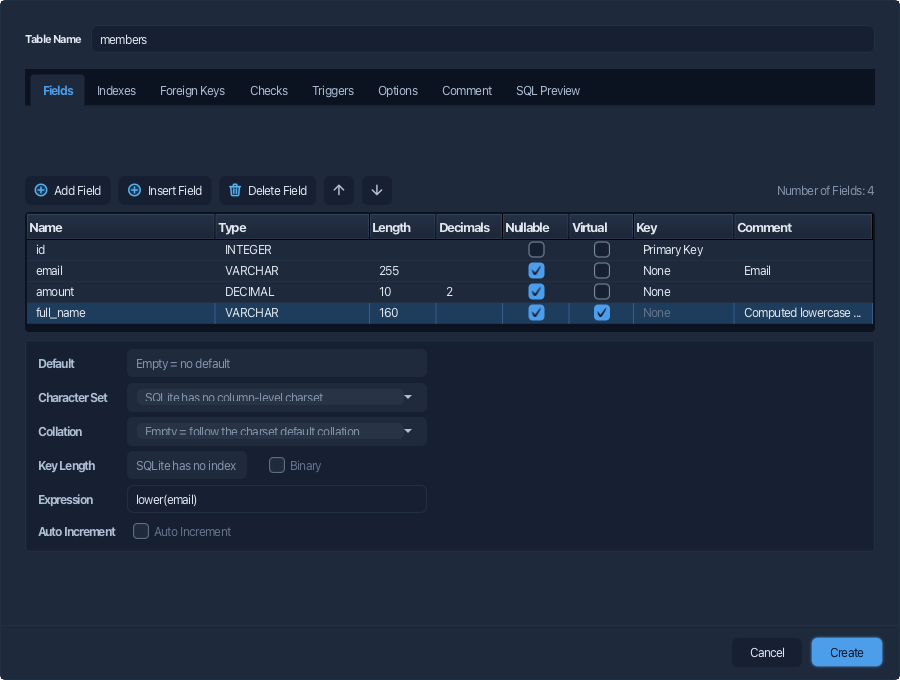 Table Name members
Fields Indexes Foreign Keys Checks Triggers Options Comment SQL Preview
Add Field Insert Field Delete Field Number of Fields: 4
Name Type Length Decimals Nullable Virtual Key Comment
id INTEGER Primary Key
email VARCHAR 255 None Email
amount DECIMAL 10 2 None
full_name VARCHAR 160 None Computed lowercase ...
Default Empty = no default
Character Set SQLite has no column-level charset
Collation Empty = follow the charset default collation
Key Length SQLite has no index Binary
Expression lower(email)
Auto Increment Auto Increment
Cancel Create